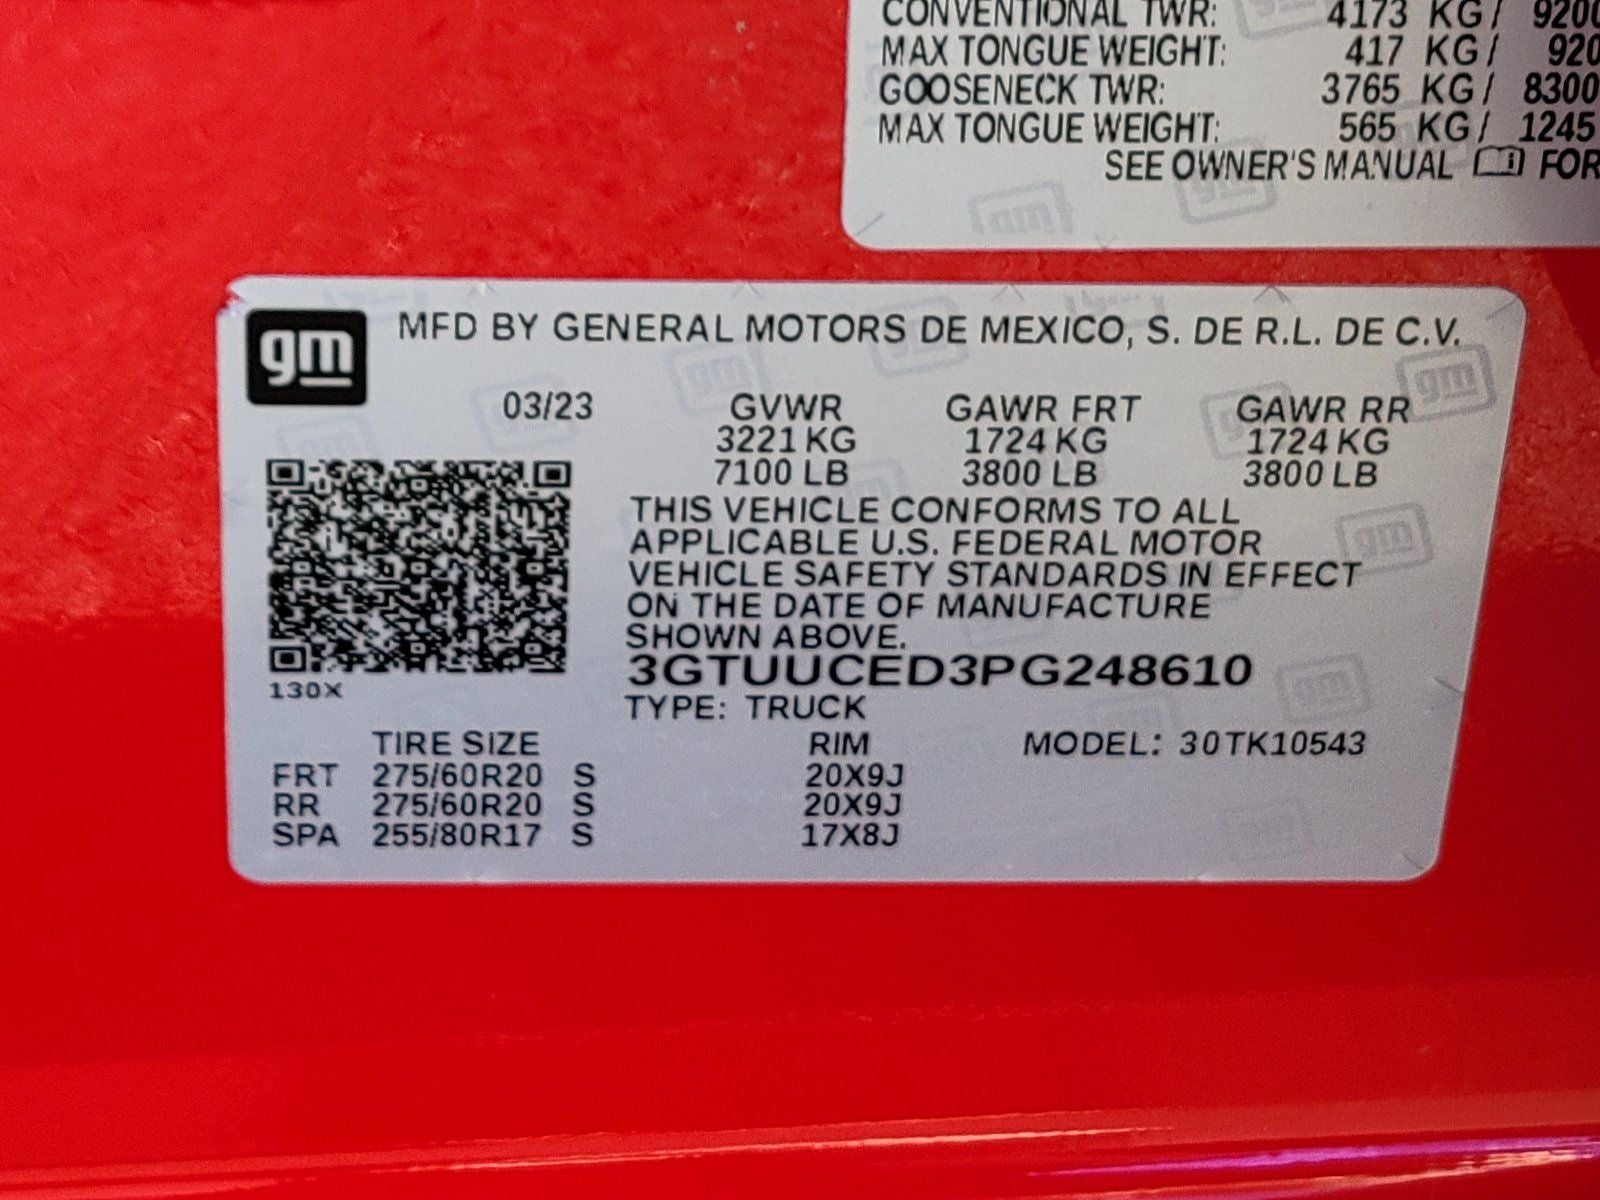 CONVENTIONAL TWR: 4173 KG/ 9200
MAX TONGUE WEIGHT: 417 KG/ 920
GOOSENECK TWR: 3765 KG/ 8300
MAX TONGUE WEIGHT: 565 KG/ 1245
SEE OWNER'S MANUAL FOR
gm MFD BY GENERAL MOTORS DE MEXICO, S. DE R.L. DE C.V.
03/23 GVWR GAWR FRT GAWR RR
3221 KG 1724 KG 1724 KG
7100 LB 3800 LB 3800 LB
THIS VEHICLE CONFORMS TO ALL
APPLICABLE U.S. FEDERAL MOTOR
VEHICLE SAFETY STANDARDS IN EFFECT
ON THE DATE OF MANUFACTURE
SHOWN ABOVE.
3GTUUCED3PG248610
130X
TYPE: TRUCK
TIRE SIZE RIM MODEL: 30TK10543
FRT 275/60R20 S 20X9J
RR 275/60R20 S 20X9J
SPA 255/80R17 S 17X8J